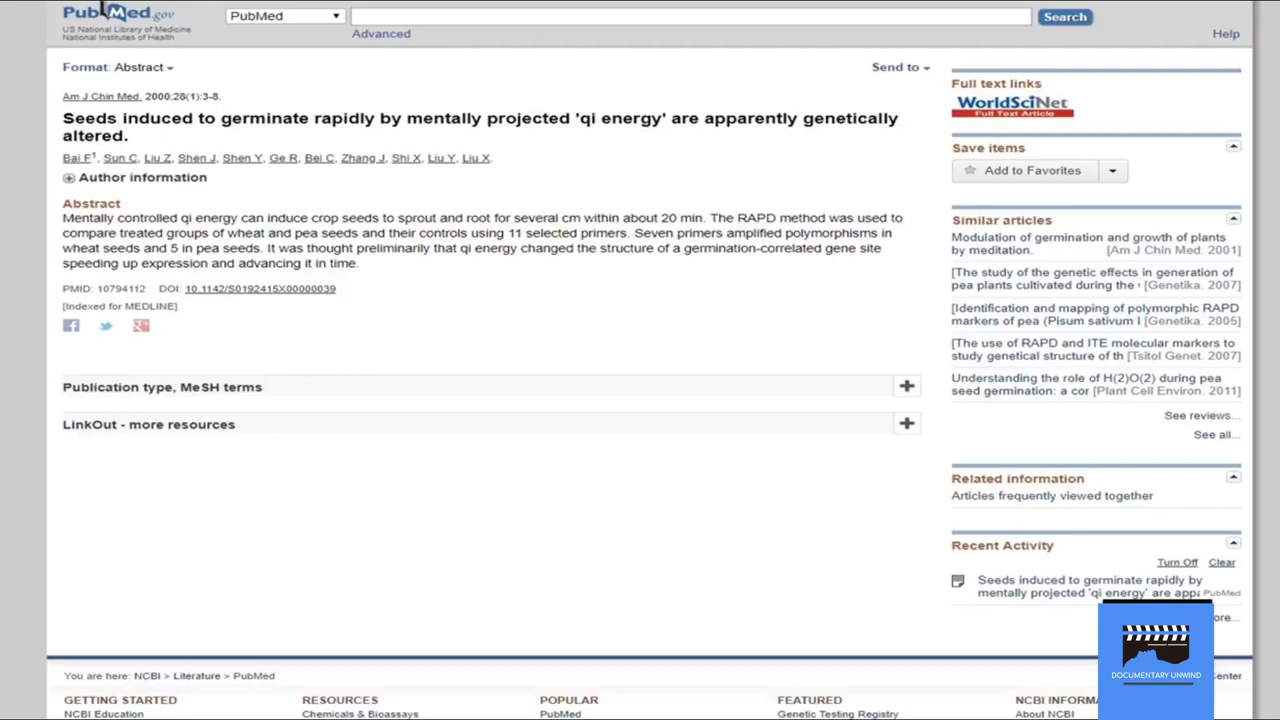 PubMed.gov
US National Library of Medicine
National Institutes of Health
PubMed
Search
Advanced
Help
Format: Abstract
Send to
Am J Chin Med. 2000;28(1):3-8.
Seeds induced to germinate rapidly by mentally projected 'qi energy' are apparently genetically
altered.
Bai F1, Sun C, Liu Z, Shen J, Shen Y, Ge R, Bei C, Zhang J, Shi X, Liu Y, Liu X.
Author information
Abstract
Mentally controlled qi energy can induce crop seeds to sprout and root for several cm within about 20 min. The RAPD method was used to
compare treated groups of wheat and pea seeds and their controls using 11 selected primers. Seven primers amplified polymorphisms in
wheat seeds and 5 in pea seeds. It was thought preliminarily that qi energy changed the structure of a germination-correlated gene site
speeding up expression and advancing it in time.
PMID: 10794112 DOI: 10.1142/S0192415X00000039
[Indexed for MEDLINE]
Publication type, MeSH terms
LinkOut - more resources
Full text links
WorldSciNet
Full Text Article
Save items
Add to Favorites
Similar articles
Modulation of germination and growth of plants
by meditation. [Am J Chin Med. 2001]
[The study of the genetic effects in generation of
pea plants cultivated during the [Genetika. 2007]
[Identification and mapping of polymorphic RAPD
markers of pea (Pisum sativum l [Genetika. 2005]
[The use of RAPD and ITE molecular markers to
study genetical structure of th [Tsitol Genet. 2007]
Understanding the role of H(2)O(2) during pea
seed germination: a cor [Plant Cell Environ. 2011]
See reviews...
See all...
Related information
Articles frequently viewed together
Recent Activity
Turn Off Clear
Seeds induced to germinate rapidly by
mentally projected 'qi energy' are appa PubMed
ore...
DOCUMENTARY UNWIND
You are here: NCBI > Literature > PubMed
Center
GETTING STARTED
NCBI Education
RESOURCES
Chemicals & Bioassays
POPULAR
PubMed
FEATURED
Genetic Testing Registry
NCBI INFORMA
About NCBI